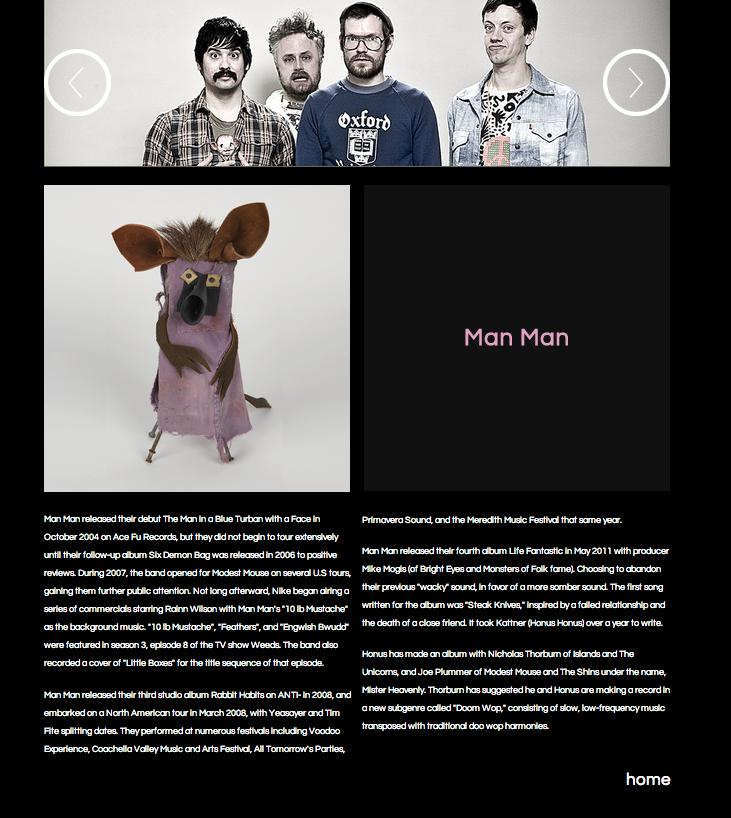 Oxford
Man Man
Man Man released their debut The Man in a Blue Turban with a Face in
October 2004 on Ace Fu Records, but they did not begin to tour extensively
until their follow-up album Six Demon Bag was released in 2006 to positive
reviews. During 2007, the band opened for Modest Mouse on several U.S tours,
gaining them further public attention. Not long afterward, Nike began airing a
series of commercials starring Rainn Wilson with Man Man's "10 lb Mustache"
as the background music. "10 lb Mustache", "Feathers", and "Engwish Bwudd"
were featured in season 3, episode 8 of the TV show Weeds. The band also
recorded a cover of "Little Boxes" for the title sequence of that episode.
Man Man released their third studio album Rabbit Habits on ANTI- in 2008, and
embarked on a North American tour in March 2008, with Yeasayer and Tim
Fite splitting dates. They performed at numerous festivals including Voodoo
Experience, Coachella Valley Music and Arts Festival, All Tomorrow's Parties,
Primavera Sound, and the Meredith Music Festival that same year.
Man Man released their fourth album Life Fantastic in May 2011 with producer
Mike Mogis (of Bright Eyes and Monsters of Folk fame). Choosing to abandon
their previous "wacky" sound, in favor of a more somber sound. The first song
written for the album was "Steak Knives," inspired by a failed relationship and
the death of a close friend. It took Kattner (Honus Honus) over a year to write.
Honus has made an album with Nicholas Thorburn of Islands and The
Unicorns, and Joe Plummer of Modest Mouse and The Shins under the name,
Mister Heavenly. Thorburn has suggested he and Honus are making a record in
a new subgenre called "Doom Wop," consisting of slow, low-frequency music
transposed with traditional doo wop harmonies.
home